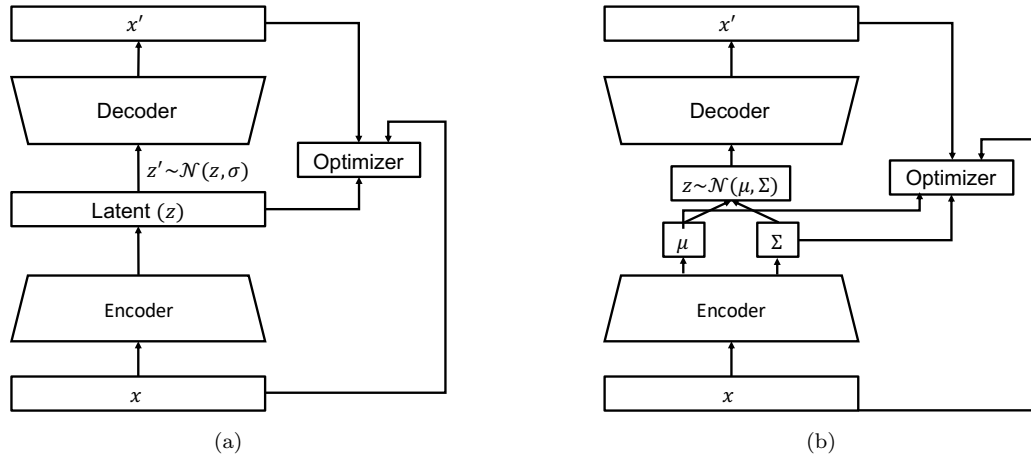 x′
Decoder
z′~𝒩(z, σ)
Optimizer
Latent (z)
Encoder
x
(a)
x′
Decoder
z~𝒩(μ, Σ)
Optimizer
μ
Σ
Encoder
x
(b)